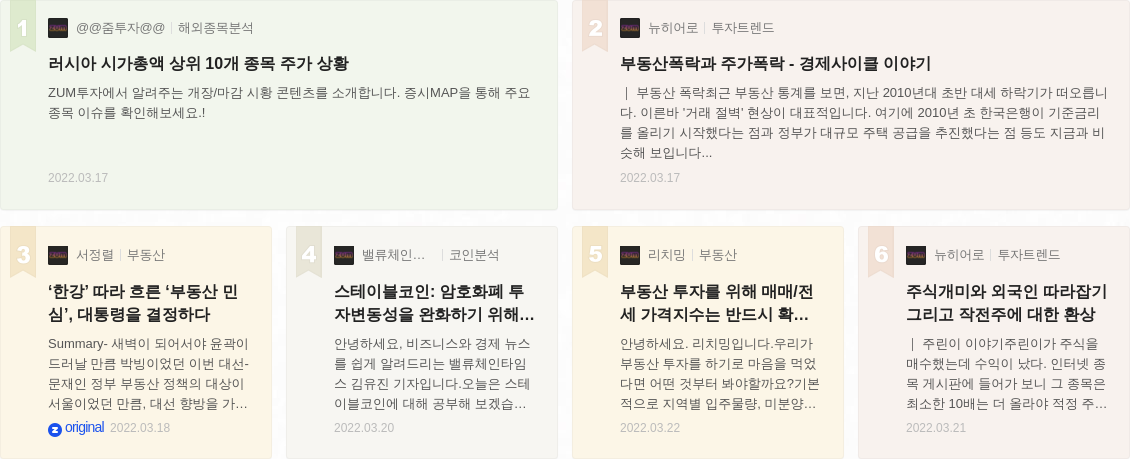 1
@@줌투자@@ 해외종목분석
러시아 시가총액 상위 10개 종목 주가 상황
ZUM투자에서 알려주는 개장/마감 시황 콘텐츠를 소개합니다. 증시MAP을 통해 주요
종목 이슈를 확인해보세요.!
2022.03.17
2
뉴히어로 투자트렌드
부동산폭락과 주가폭락 - 경제사이클 이야기
│ 부동산 폭락최근 부동산 통계를 보면, 지난 2010년대 초반 대세 하락기가 떠오릅니
다. 이른바 '거래 절벽' 현상이 대표적입니다. 여기에 2010년 초 한국은행이 기준금리
를 올리기 시작했다는 점과 정부가 대규모 주택 공급을 추진했다는 점 등도 지금과 비
슷해 보입니다...
2022.03.17
3
서정렬 부동산
‘한강’ 따라 흐른 ‘부동산 민
심’, 대통령을 결정하다
Summary- 새벽이 되어서야 윤곽이
드러날 만큼 박빙이었던 이번 대선-
문재인 정부 부동산 정책의 대상이
서울이었던 만큼, 대선 향방을 가…
z original 2022.03.18
4
밸류체인… 코인분석
스테이블코인: 암호화폐 투
자변동성을 완화하기 위해…
안녕하세요, 비즈니스와 경제 뉴스
를 쉽게 알려드리는 밸류체인타임
스 김유진 기자입니다.오늘은 스테
이블코인에 대해 공부해 보겠습…
2022.03.20
5
리치밍 부동산
부동산 투자를 위해 매매/전
세 가격지수는 반드시 확…
안녕하세요. 리치밍입니다.우리가
부동산 투자를 하기로 마음을 먹었
다면 어떤 것부터 봐야할까요?기본
적으로 지역별 입주물량, 미분양…
2022.03.22
6
뉴히어로 투자트렌드
주식개미와 외국인 따라잡기
그리고 작전주에 대한 환상
│ 주린이 이야기주린이가 주식을
매수했는데 수익이 났다. 인터넷 종
목 게시판에 들어가 보니 그 종목은
최소한 10배는 더 올라야 적정 주…
2022.03.21